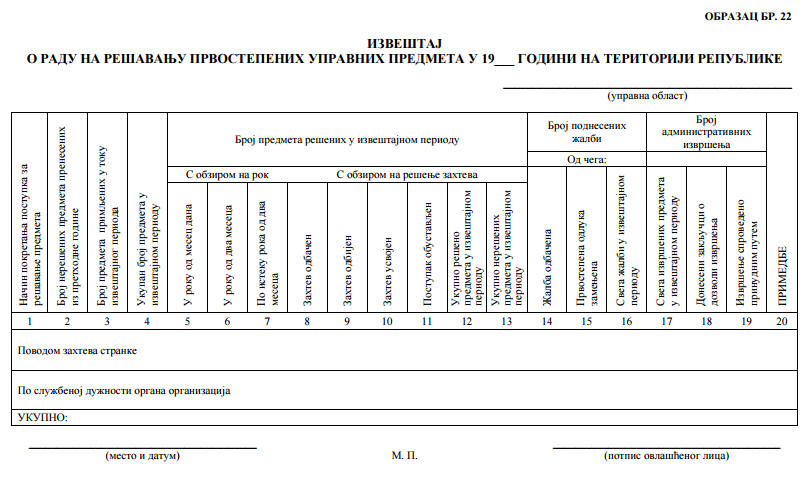 ОБРАЗАЦ БР. 22
ИЗВЕШТАЈ
О РАДУ НА РЕШАВАЊУ ПРВОСТЕПЕНИХ УПРАВНИХ ПРЕДМЕТА У 19___ ГОДИНИ НА ТЕРИТОРИЈИ РЕПУБЛИКЕ
(управна област)
Начин покретања поступка за
решавање предмета
Број нерешених предмета пренесених
из претходне године
Број предмета примљених у току
извештајног периода
Укупан број предмета у
извештајном периоду
Број предмета решених у извештајном периоду
С обзиром на рок
С обзиром на решење захтева
У року од месец дана
У року од два месеца
По истеку рока од два
месеца
Захтев одбачен
Захтев одбијен
Захтев усвојен
Поступак обустављен
Укупно решено
предмета у извештајном
периоду
Укупно нерешених
предмета у извештајном
периоду
Број поднесених
жалби
Од чега:
Жалба одбачена
Првостепена одлука
замењена
Свега жалби у извештајном
периоду
Број
административних
извршења
Свега извршених предмета
у извештајном периоду
Донесени закључци о
дозволи извршења
Извршење спроведено
принудним путем
ПРИМЕДБЕ
1 2 3 4 5 6 7 8 9 10 11 12 13 14 15 16 17 18 19 20
Поводом захтева странке
По службеној дужности органа организација
УКУПНО:
(место и датум)
М. П.
(потпис овлашћеног лица)